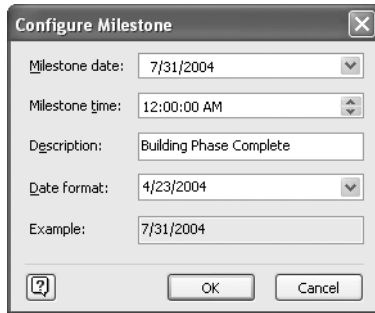 Configure Milestone
Milestone date: 7/31/2004
Milestone time: 12:00:00 AM
Description: Building Phase Complete
Date format: 4/23/2004
Example: 7/31/2004
? OK Cancel